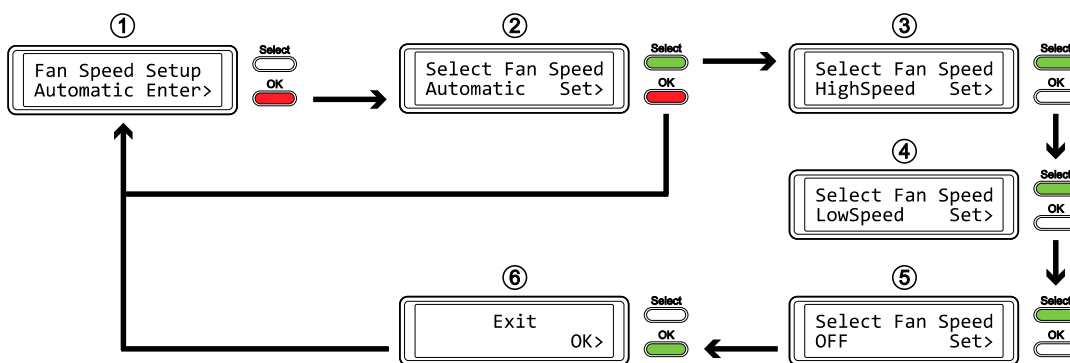 ①
Fan Speed Setup
Automatic Enter>
Select
OK
②
Select Fan Speed
Automatic Set>
Select
OK
③
Select Fan Speed
HighSpeed Set>
Select
OK
④
Select Fan Speed
LowSpeed Set>
Select
OK
⑤
Select Fan Speed
OFF Set>
Select
OK
⑥
Exit
OK>
Select
OK